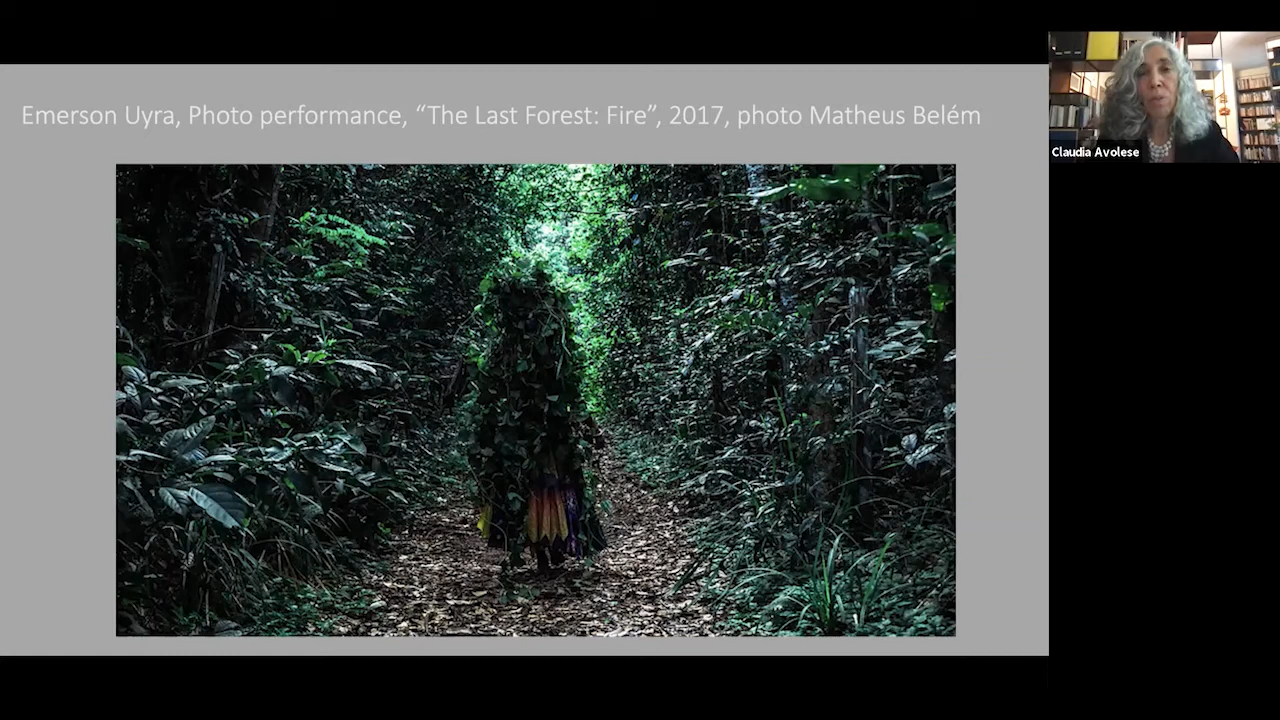 Emerson Uyra, Photo performance, “The Last Forest: Fire”, 2017, photo Matheus Belém
Claudia Avolese